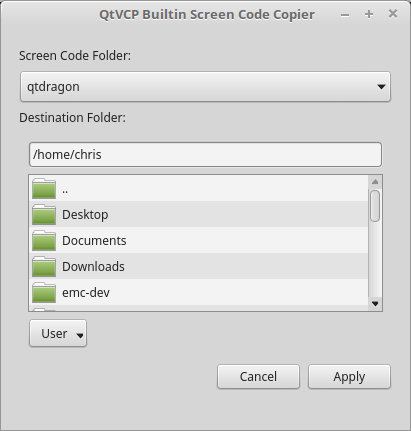 QtVCP Builtin Screen Code Copier
Screen Code Folder:
qtdragon
Destination Folder:
/home/chris
..
Desktop
Documents
Downloads
emc-dev
User
Cancel Apply